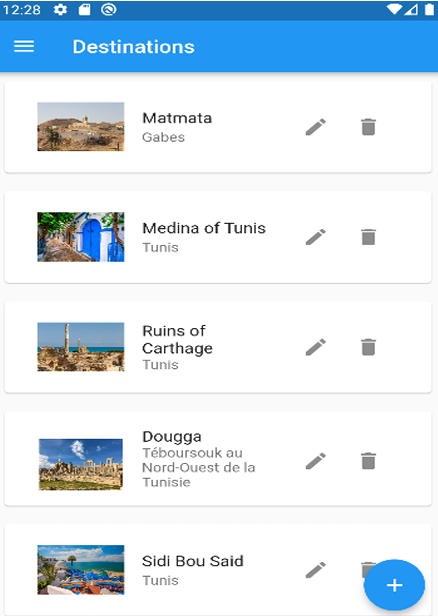 12:28
Destinations
Matmata
Gabes
Medina of Tunis
Tunis
Ruins of
Carthage
Tunis
Dougga
Téboursouk au
Nord-Ouest de la
Tunisie
Sidi Bou Said
Tunis